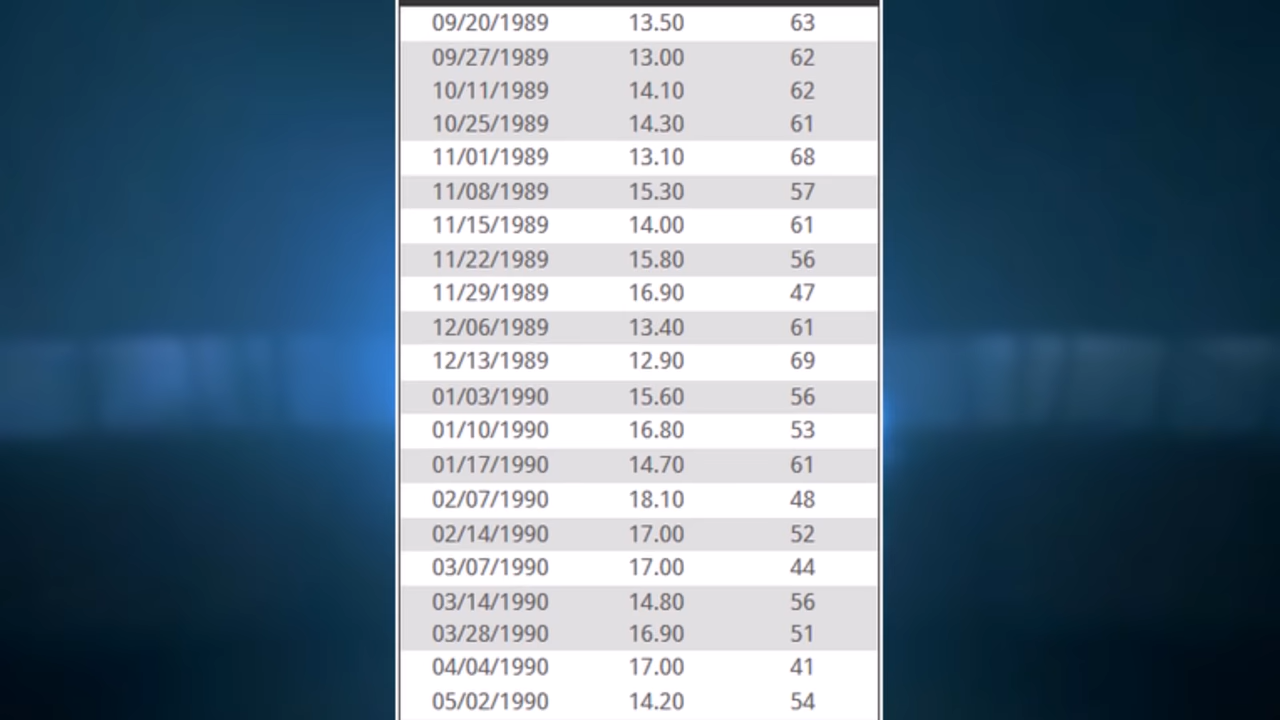 09/20/1989 13.50 63
09/27/1989 13.00 62
10/11/1989 14.10 62
10/25/1989 14.30 61
11/01/1989 13.10 68
11/08/1989 15.30 57
11/15/1989 14.00 61
11/22/1989 15.80 56
11/29/1989 16.90 47
12/06/1989 13.40 61
12/13/1989 12.90 69
01/03/1990 15.60 56
01/10/1990 16.80 53
01/17/1990 14.70 61
02/07/1990 18.10 48
02/14/1990 17.00 52
03/07/1990 17.00 44
03/14/1990 14.80 56
03/28/1990 16.90 51
04/04/1990 17.00 41
05/02/1990 14.20 54